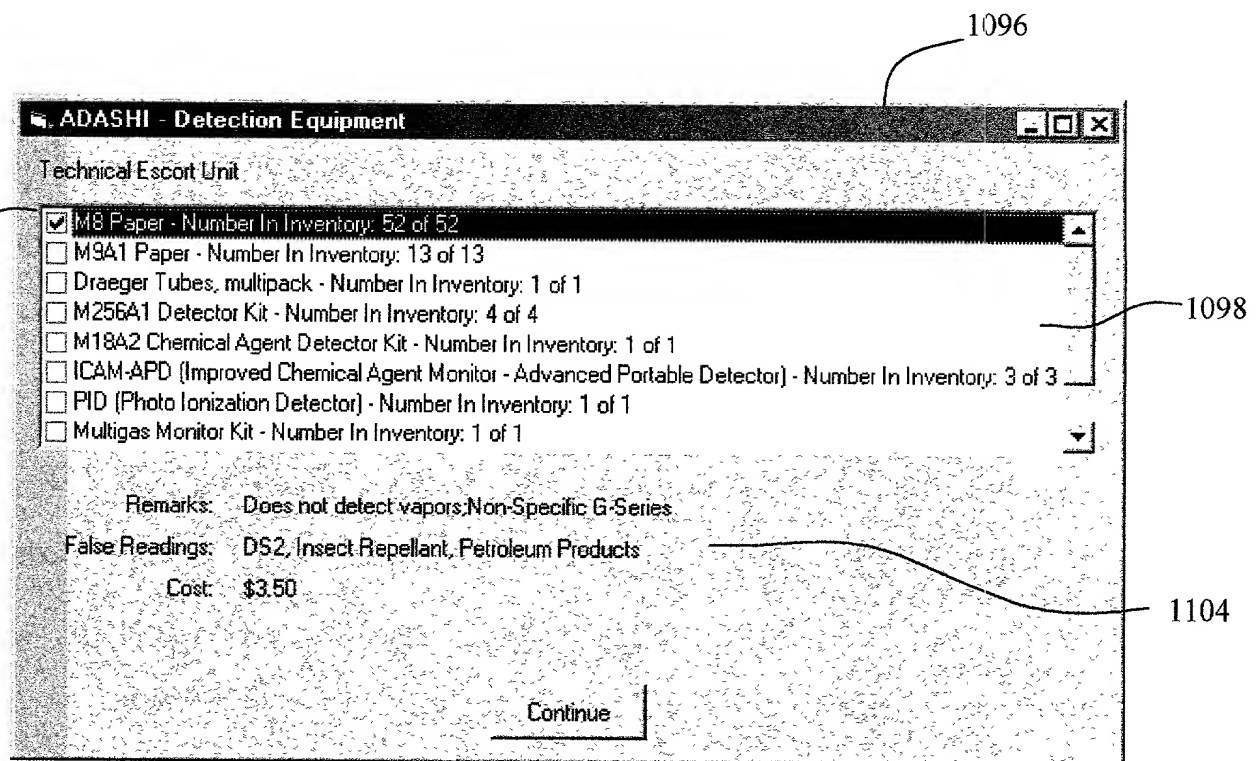 1096
ADASHI - Detection Equipment
Technical Escort Unit
M8 Paper - Number In Inventory: 52 of 52
M9A1 Paper - Number In Inventory: 13 of 13
Draeger Tubes, multipack - Number In Inventory: 1 of 1
M256A1 Detector Kit - Number In Inventory: 4 of 4
1098
M18A2 Chemical Agent Detector Kit - Number In Inventory: 1 of 1
ICAM-APD (Improved Chemical Agent Monitor - Advanced Portable Detector) - Number In Inventory: 3 of 3
PID (Photo Ionization Detector) - Number In Inventory: 1 of 1
Multigas Monitor Kit - Number In Inventory: 1 of 1
Remarks: Does not detect vapors;Non-Specific G-Series
False Readings: DS2, Insect Repellant, Petroleum Products
Cost: $3.50
1104
Continue